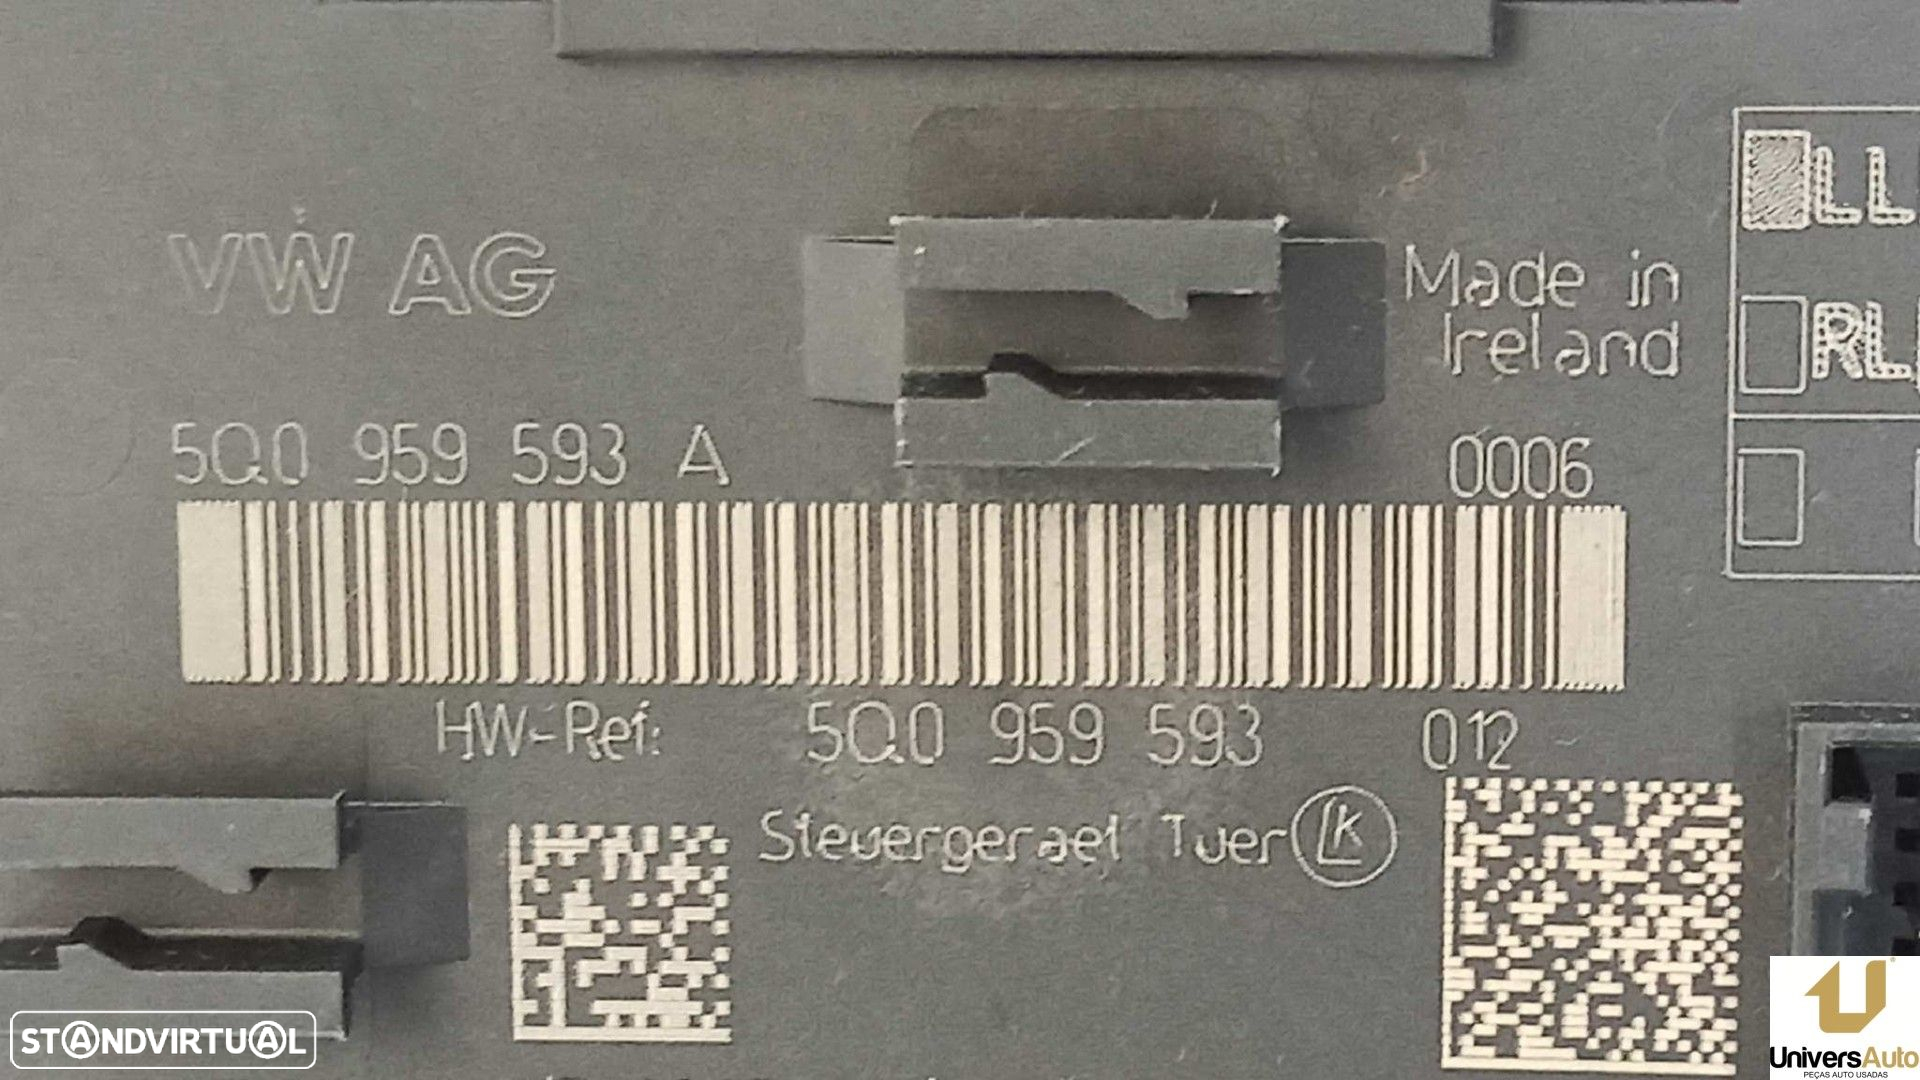 VW AG
Made in
Ireland
LL
RL
5Q0 959 593 A
0006
HW-Ref: 5Q0 959 593 012
Steuergeraet Tuer LK
STANDVIRTUAL
UniversAuto
PEÇAS AUTO USADAS